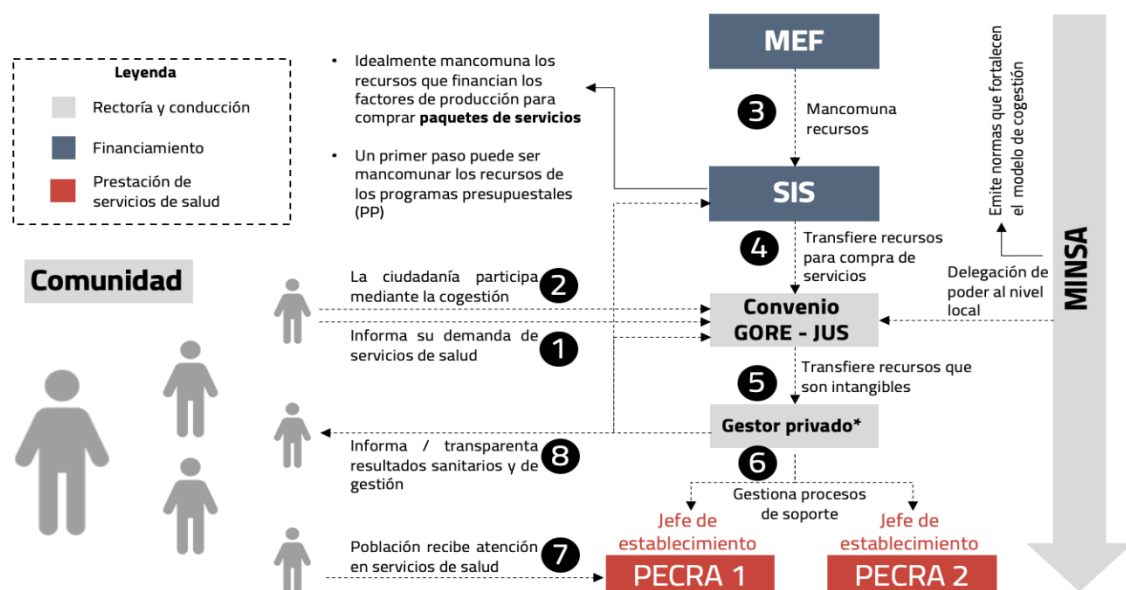 Leyenda
Rectoría y conducción
Financiamiento
Prestación de
servicios de salud
• Idealmente mancomuna los
recursos que financian los
factores de producción para
comprar paquetes de servicios
• Un primer paso puede ser
mancomunar los recursos de
los programas presupuestales
(PP)
MEF
3
Mancomuna
recursos
SIS
4
Transfiere recursos
para compra de
servicios
Emite normas que fortalecen
el modelo de cogestión
MINSA
Delegación de
poder al nivel
local
Comunidad
La ciudadanía participa
mediante la cogestión
2
Informa su demanda de
servicios de salud
1
Convenio
GORE - JUS
5
Transfiere recursos que
son intangibles
Gestor privado*
Informa / transparenta
resultados sanitarios y de
gestión
8
6
Gestiona procesos
de soporte
Jefe de
establecimiento
PECRA 1
Jefe de
establecimiento
PECRA 2
Población recibe atención
en servicios de salud
7